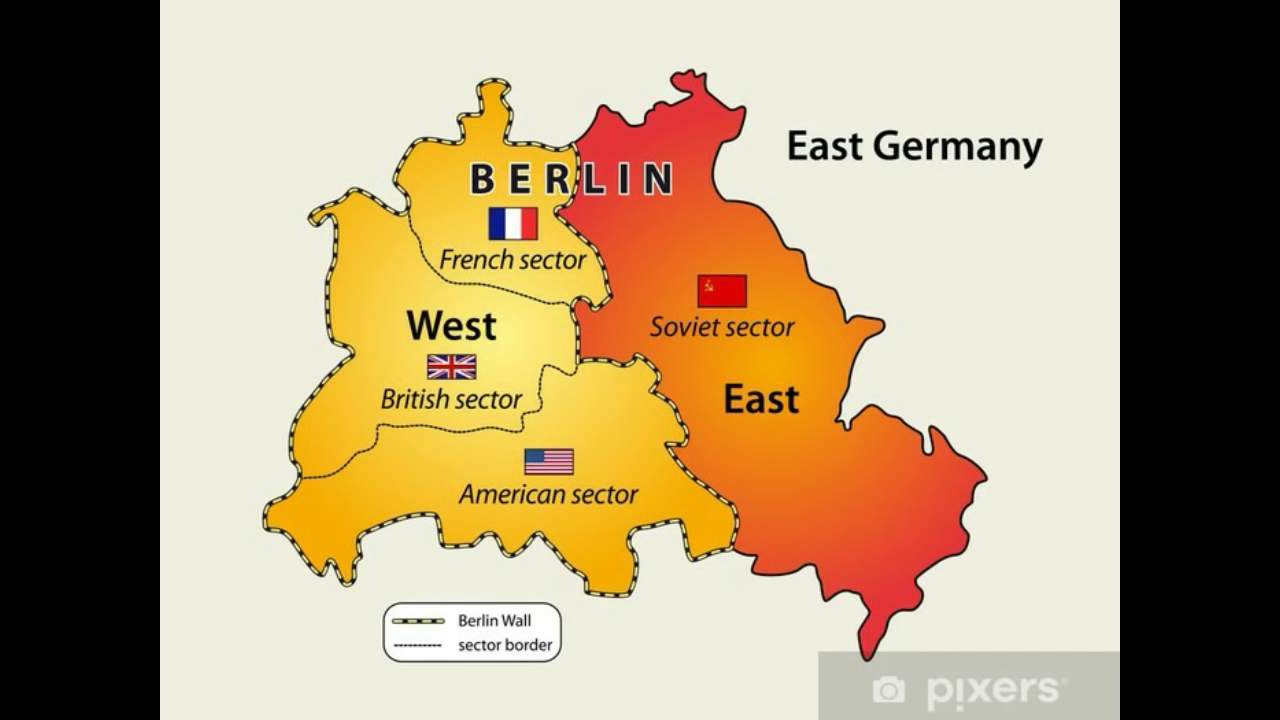 East Germany
BERLIN
French sector
Soviet sector
West
British sector
East
American sector
Berlin Wall
sector border
pixers